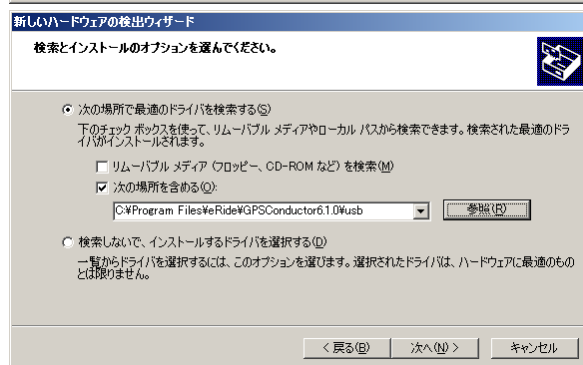 新しいハードウェアの検出ウィザード
検索とインストールのオプションを選んでください。
次の場所で最適のドライバを検索する(S)
下のチェック ボックスを使って、リムーバブル メディアやローカル パスから検索できます。検索された最適のドラ
イバがインストールされます。
リムーバブル メディア (フロッピー、CD-ROM など) を検索(M)
次の場所を含める(O):
C:¥Program Files¥eRide¥GPSConductor6.1.0¥usb
参照(R)
検索しないで、インストールするドライバを選択する(D)
一覧からドライバを選択するには、このオプションを選びます。選択されたドライバは、ハードウェアに最適のもの
とは限りません。
< 戻る(B)
次へ(N) >
キャンセル